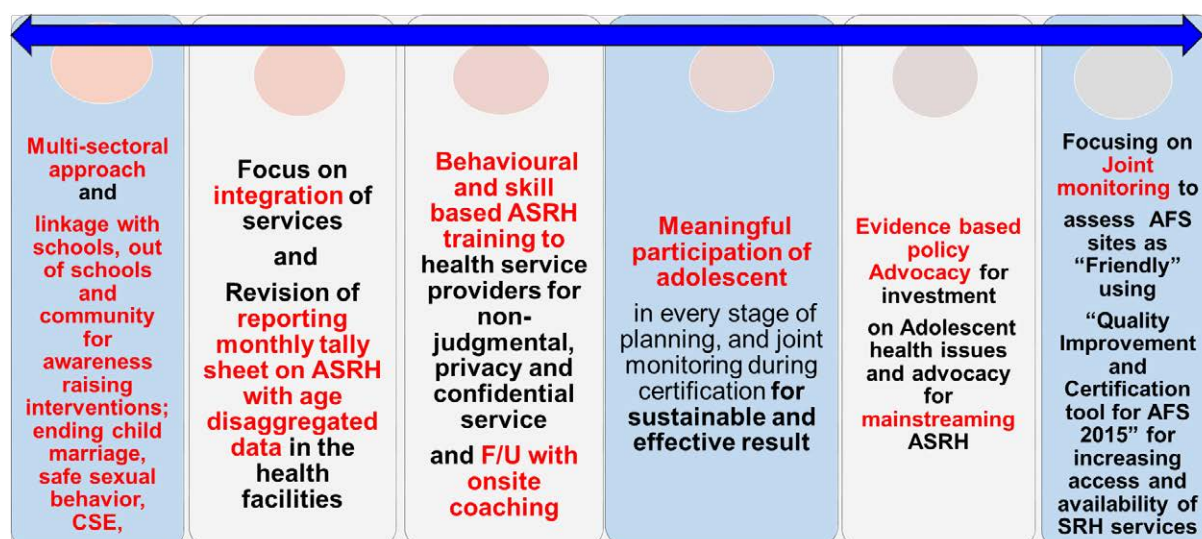 Multi-sectoral
approach
and
linkage with
schools, out
of schools
and
community
for
awareness
raising
interventions;
ending child
marriage,
safe sexual
behavior,
CSE,
Focus on
integration of
services
and
Revision of
reporting
monthly tally
sheet on ASRH
with age
disaggregated
data in the
health
facilities
Behavioural
and skill
based ASRH
training to
health service
providers for
non-
judgmental,
privacy and
confidential
service
and F/U with
onsite
coaching
Meaningful
participation of
adolescent
in every stage of
planning, and joint
monitoring during
certification for
sustainable and
effective result
Evidence based
policy
Advocacy for
investment
on Adolescent
health issues
and advocacy
for
mainstreaming
ASRH
Focusing on
Joint
monitoring to
assess AFS
sites as
“Friendly”
using
“Quality
Improvement
and
Certification
tool for AFS
2015” for
increasing
access and
availability of
SRH services